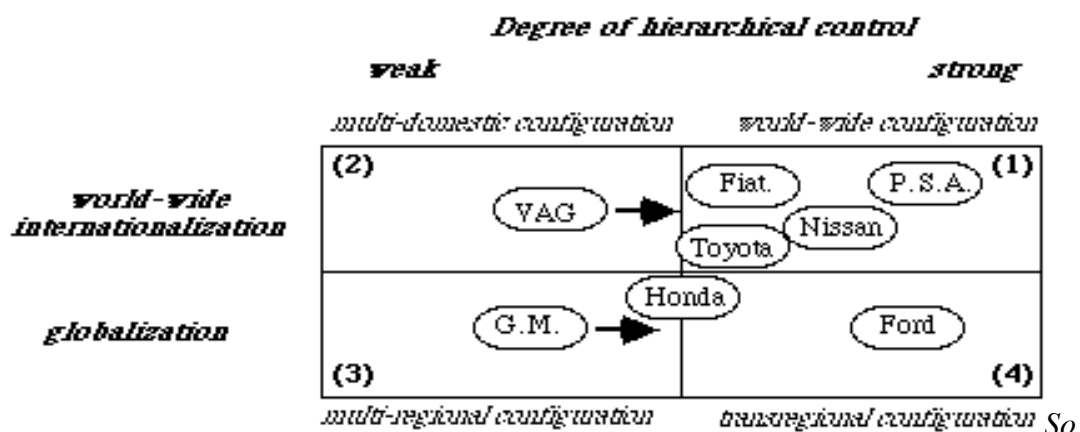 Degree of hierarchical control
weak strong
multi-domestic configuration world-wide configuration
(2) (1)
Fiat. P.S.A.
world-wide
internationalization
VAG
Nissan
Toyota
Honda
globalization
G.M. Ford
(3) (4)
multi-regional configuration transregional configuration So